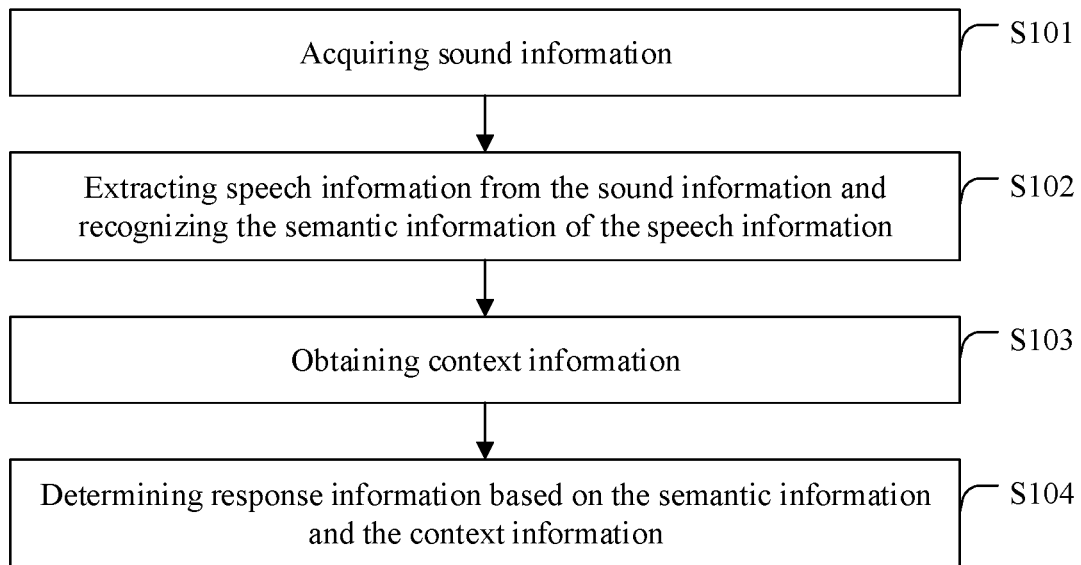 Acquiring sound information
S101
Extracting speech information from the sound information and
recognizing the semantic information of the speech information
S102
Obtaining context information
S103
Determining response information based on the semantic information
and the context information
S104